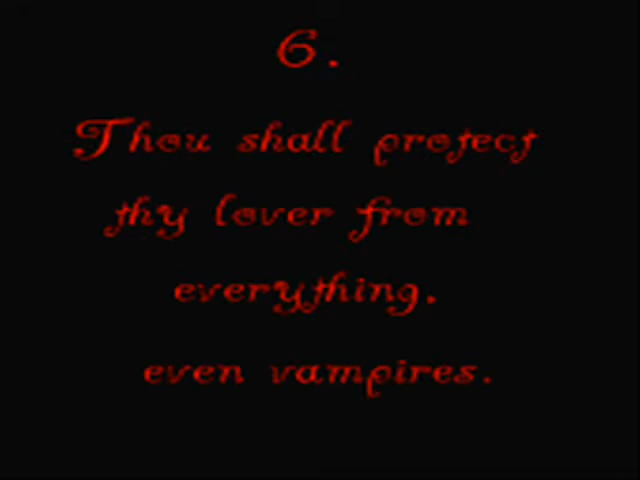 6.
Thou shall protect
thy lover from
everything.
even vampires.